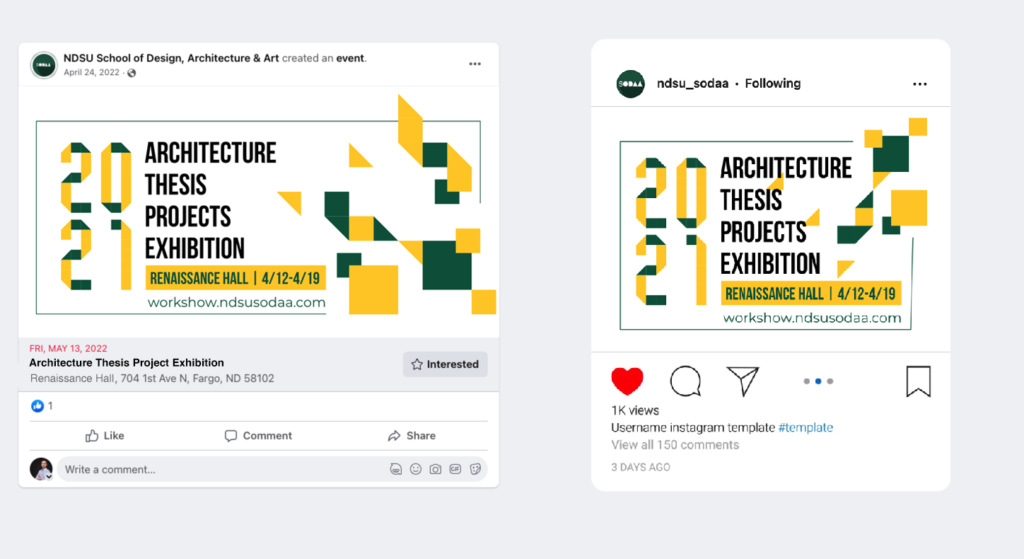 SODAA
NDSU School of Design, Architecture & Art created an event.
April 24, 2022 ·
2021
ARCHITECTURE
THESIS
PROJECTS
EXHIBITION
RENAISSANCE HALL | 4/12-4/19
workshow.ndsusodaa.com
FRI, MAY 13, 2022
Architecture Thesis Project Exhibition
Renaissance Hall, 704 1st Ave N, Fargo, ND 58102
Interested
1
Like
Comment
Share
Write a comment...
GIF
SODAA
ndsu_sodaa • Following
2021
ARCHITECTURE
THESIS
PROJECTS
EXHIBITION
RENAISSANCE HALL | 4/12-4/19
workshow.ndsusodaa.com
1K views
Username instagram template #template
View all 150 comments
3 DAYS AGO